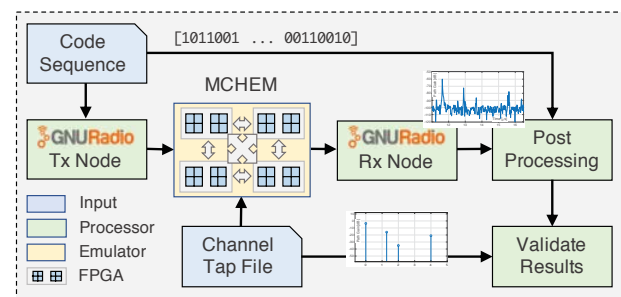 Code
Sequence
[1011001 ... 00110010]
MCHEM
GNURadio
Tx Node
GNURadio
Rx Node
Post
Processing
Input
Processor
Emulator
FPGA
Channel
Tap File
Validate
Results